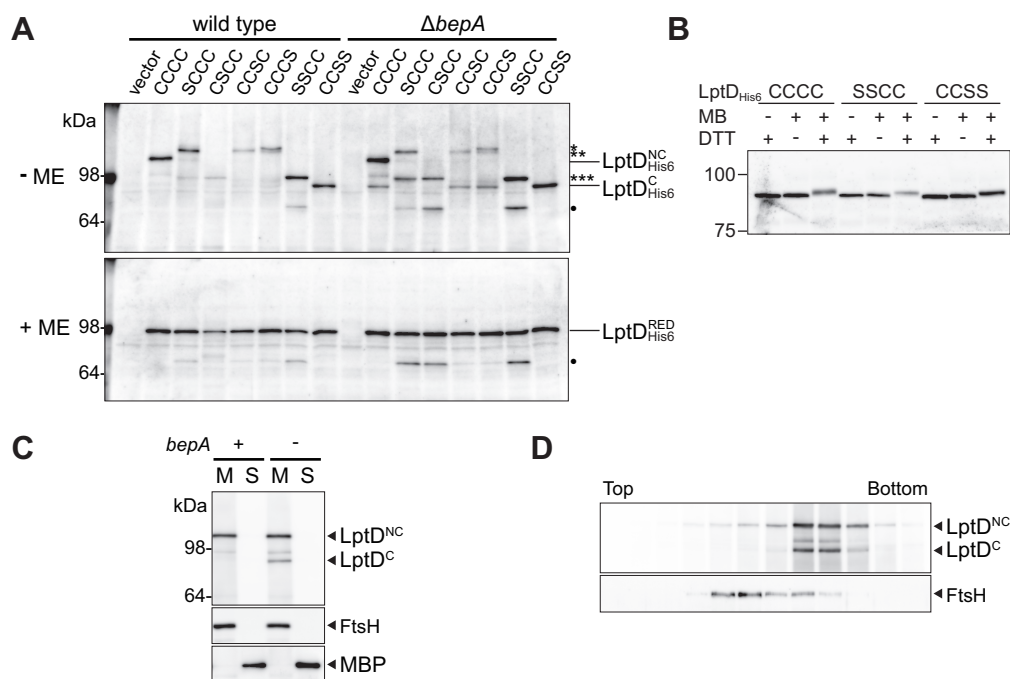 A
wild type
ΔbepA
vector CCCC SCCC CSCC CCSC CCCS SSCC CCSS vector CCCC SCCC CSCC CCSC CCCS SSCC CCSS
kDa
- ME
98-
64-
*
**
LptD NC His6
***
LptD C His6
•
+ ME
98-
64-
LptD RED His6
•
B
LptD His6 CCCC SSCC CCSS
MB - + + - + + - + +
DTT + - + + - + + - +
100-
75-
C
bepA + -
M S M S
kDa
98-
64-
LptD NC
LptD C
FtsH
MBP
D
Top Bottom
LptD NC
LptD C
FtsH